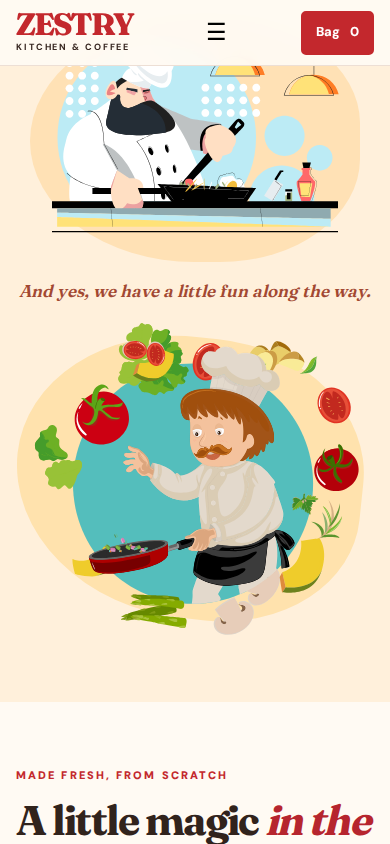 ZESTRY
KITCHEN & COFFEE
Bag 0
And yes, we have a little fun along the way.
MADE FRESH, FROM SCRATCH
A little magic in the